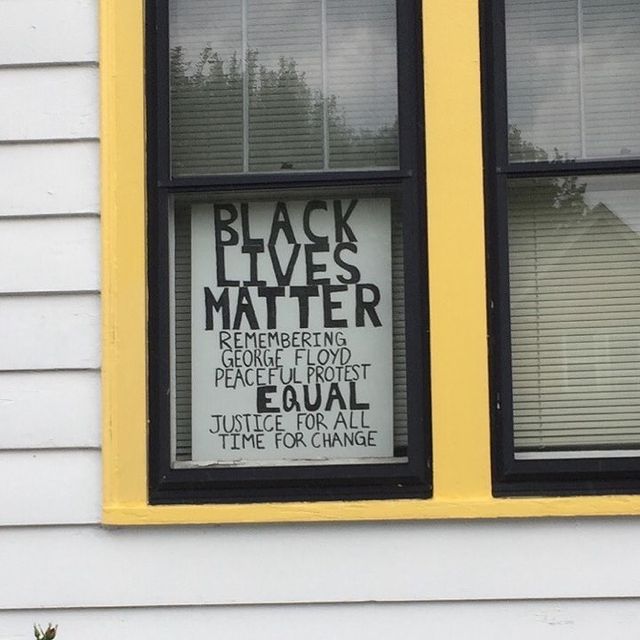 BLACK
LIVES
MATTER
REMEMBERING
GEORGE FLOYD
PEACEFUL PROTEST
EQUAL
JUSTICE FOR ALL
TIME FOR CHANGE